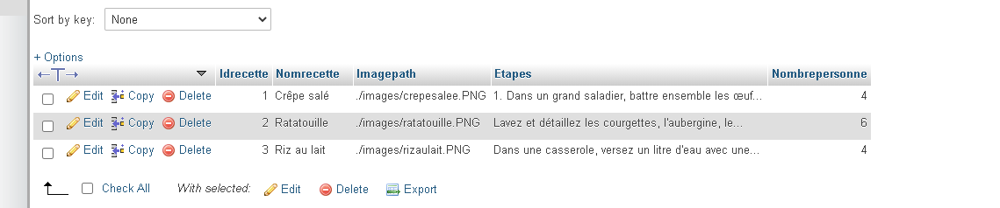 Sort by key: None
+ Options
Idrecette Nomrecette Imagepath Etapes Nombrepersonne
Edit Copy Delete 1 Crêpe salé ./images/crepesalee.PNG 1. Dans un grand saladier, battre ensemble les œuf... 4
Edit Copy Delete 2 Ratatouille ./images/ratatouille.PNG Lavez et détaillez les courgettes, l'aubergine, le... 6
Edit Copy Delete 3 Riz au lait ./images/rizaulait.PNG Dans une casserole, versez un litre d'eau avec une... 4
Check All With selected: Edit Delete Export